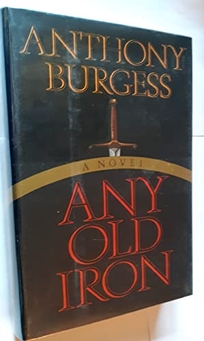 ANTHONY
BURGESS
A NOVEL
ANY
OLD
IRON